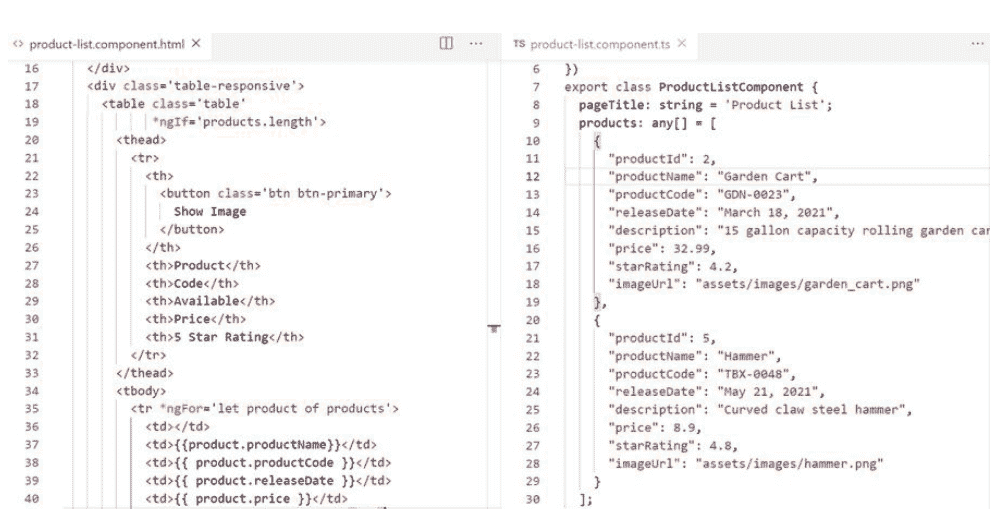 product-list.component.html
16 </div>
17 <div class='table-responsive'>
18 <table class='table'
19 *ngIf='products.length'>
20 <thead>
21 <tr>
22 <th>
23 <button class='btn btn-primary'>
24 Show Image
25 </button>
26 </th>
27 <th>Product</th>
28 <th>Code</th>
29 <th>Available</th>
30 <th>Price</th>
31 <th>5 Star Rating</th>
32 </tr>
33 </thead>
34 <tbody>
35 <tr *ngFor='let product of products'>
36 <td></td>
37 <td>{{product.productName}}</td>
38 <td>{{ product.productCode }}</td>
39 <td>{{ product.releaseDate }}</td>
40 <td>{{ product.price }}</td>
TS product-list.component.ts
6 })
7 export class ProductListComponent {
8 pageTitle: string = 'Product List';
9 products: any[] = [
10 {
11 "productId": 2,
12 "productName": "Garden Cart",
13 "productCode": "GDN-0023",
14 "releaseDate": "March 18, 2021",
15 "description": "15 gallon capacity rolling garden car
16 "price": 32.99,
17 "starRating": 4.2,
18 "imageUrl": "assets/images/garden_cart.png"
19 },
20 {
21 "productId": 5,
22 "productName": "Hammer",
23 "productCode": "TBX-0048",
24 "releaseDate": "May 21, 2021",
25 "description": "Curved claw steel hammer",
26 "price": 8.9,
27 "starRating": 4.8,
28 "imageUrl": "assets/images/hammer.png"
29 }
30 ];